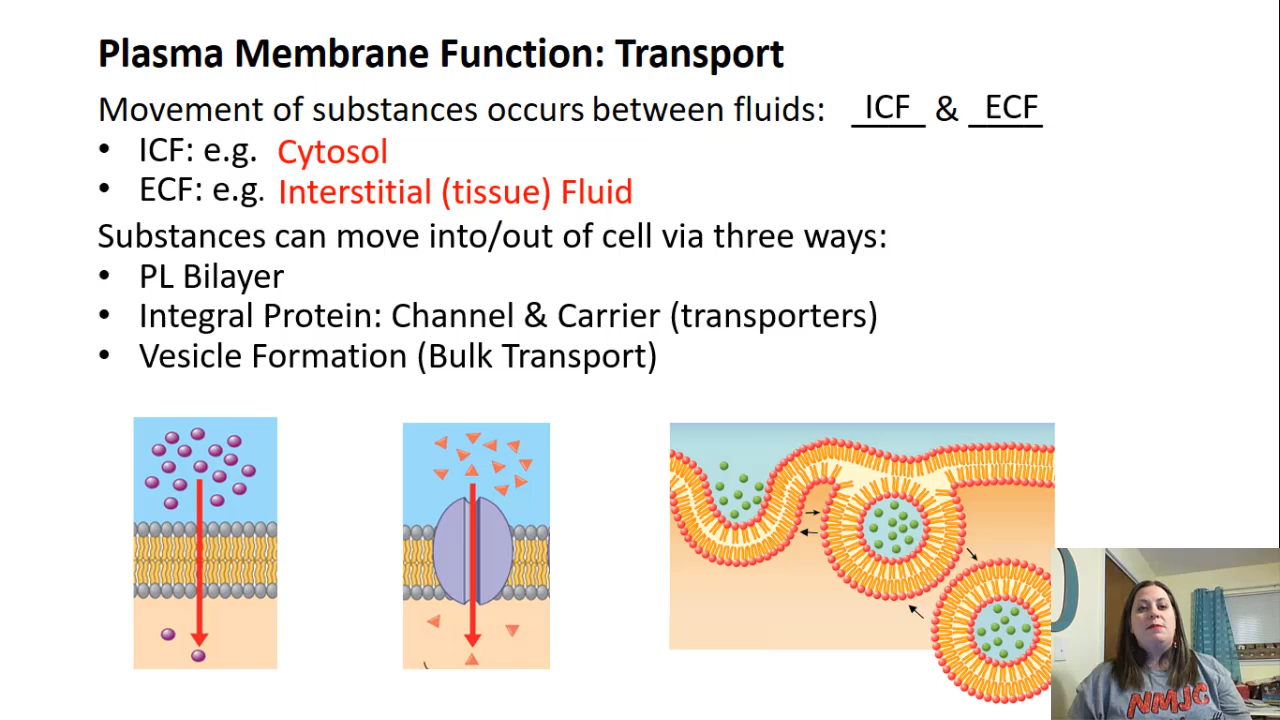 Plasma Membrane Function: Transport
Movement of substances occurs between fluids: ICF & ECF
• ICF: e.g. Cytosol
• ECF: e.g. Interstitial (tissue) Fluid
Substances can move into/out of cell via three ways:
• PL Bilayer
• Integral Protein: Channel & Carrier (transporters)
• Vesicle Formation (Bulk Transport)
NMJC